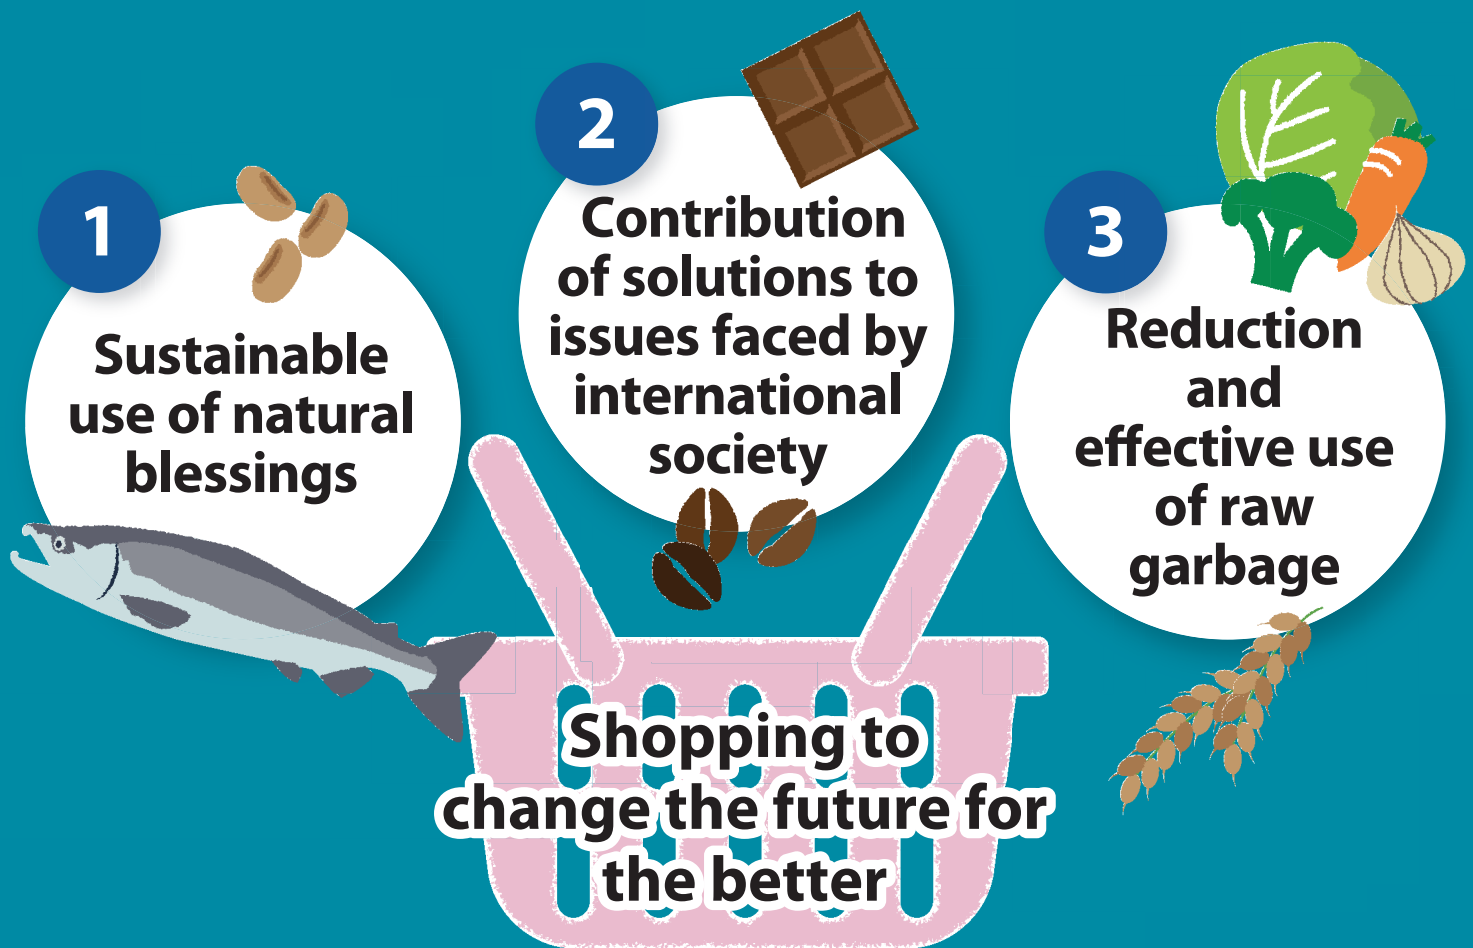 1
Sustainable
use of natural
blessings
2
Contribution
of solutions to
issues faced by
international
society
3
Reduction
and
effective use
of raw
garbage
Shopping to
change the future for
the better